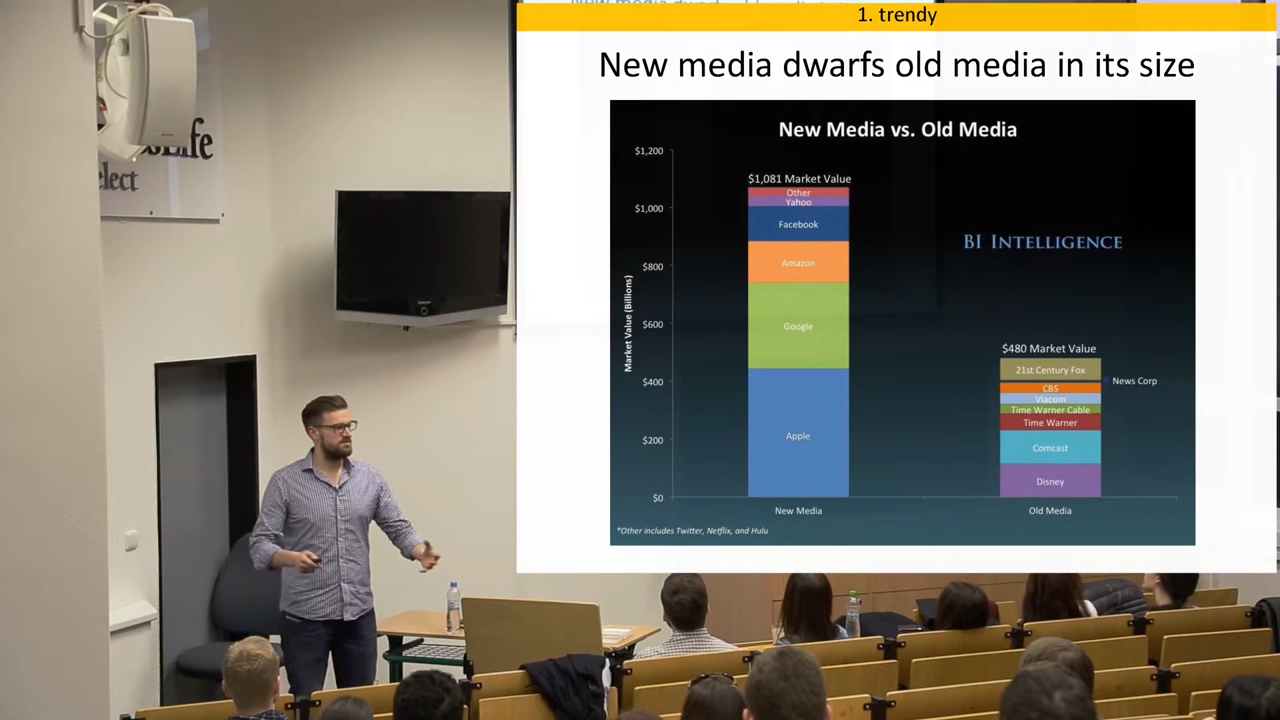 1. trendy
New media dwarfs old media in its size
New Media vs. Old Media
$1,200
$1,000
$800
$600
$400
$200
$0
Market Value (Billions)
$1,081 Market Value
Other
Yahoo
Facebook
Amazon
Google
Apple
New Media
BI INTELLIGENCE
$480 Market Value
21st Century Fox
News Corp
CBS
Viacom
Time Warner Cable
Time Warner
Comcast
Disney
Old Media
*Other includes Twitter, Netflix, and Hulu
elect